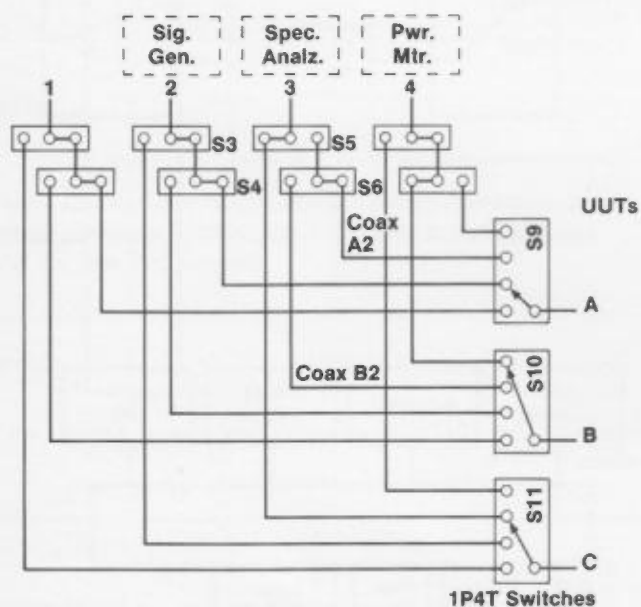 Sig.
Gen.
Spec.
Analz.
Pwr.
Mtr.
1
2
3
4
S3
S5
S4
S6
UUTs
Coax
A2
S9
A
Coax B2
S10
B
S11
C
1P4T Switches